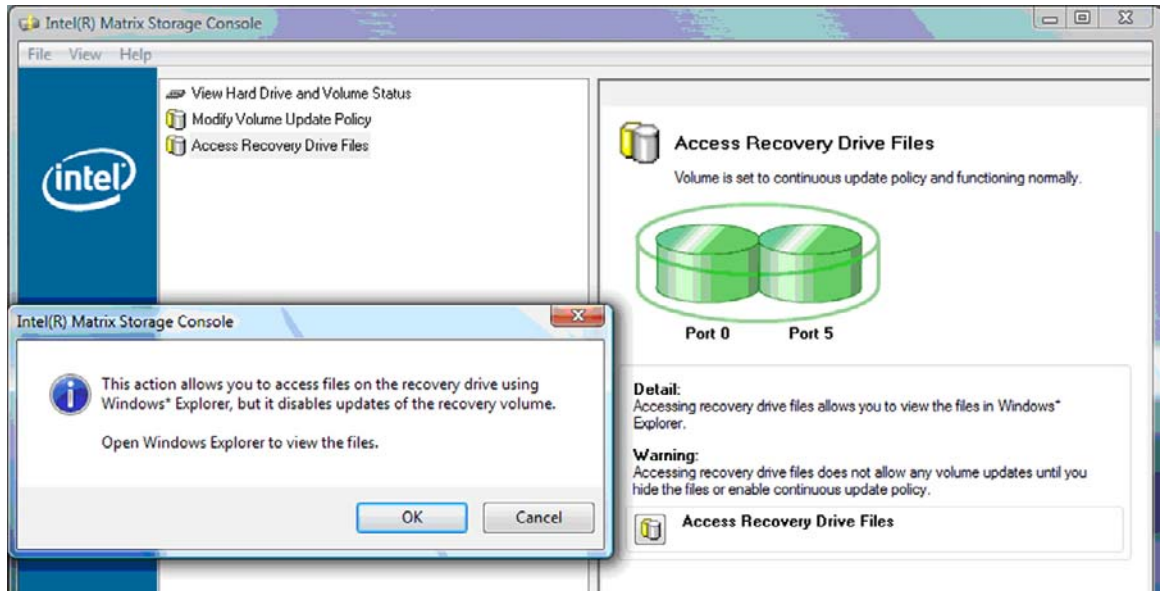 Intel(R) Matrix Storage Console
File View Help
View Hard Drive and Volume Status
Modify Volume Update Policy
Access Recovery Drive Files
intel
Access Recovery Drive Files
Volume is set to continuous update policy and functioning normally.
Port 0 Port 5
Intel(R) Matrix Storage Console
This action allows you to access files on the recovery drive using
Windows* Explorer, but it disables updates of the recovery volume.
Open Windows Explorer to view the files.
OK Cancel
Detail:
Accessing recovery drive files allows you to view the files in Windows*
Explorer.
Warning:
Accessing recovery drive files does not allow any volume updates until you
hide the files or enable continuous update policy.
Access Recovery Drive Files